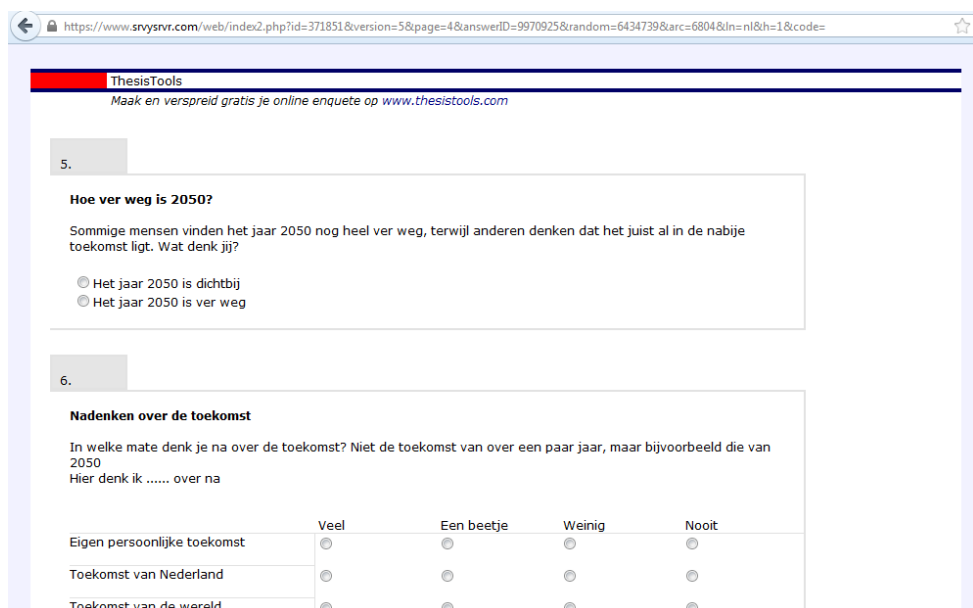 https://www.srvysrvr.com/web/index2.php?id=371851&version=5&page=4&answerID=9970925&random=6434739&arc=6804&ln=nl&h=1&code=
ThesisTools
Maak en verspreid gratis je online enquete op www.thesistools.com
5.
Hoe ver weg is 2050?
Sommige mensen vinden het jaar 2050 nog heel ver weg, terwijl anderen denken dat het juist al in de nabije
toekomst ligt. Wat denk jij?
Het jaar 2050 is dichtbij
Het jaar 2050 is ver weg
6.
Nadenken over de toekomst
In welke mate denk je na over de toekomst? Niet de toekomst van over een paar jaar, maar bijvoorbeeld die van
2050
Hier denk ik ...... over na
Veel Een beetje Weinig Nooit
Eigen persoonlijke toekomst
Toekomst van Nederland
Toekomst van de wereld